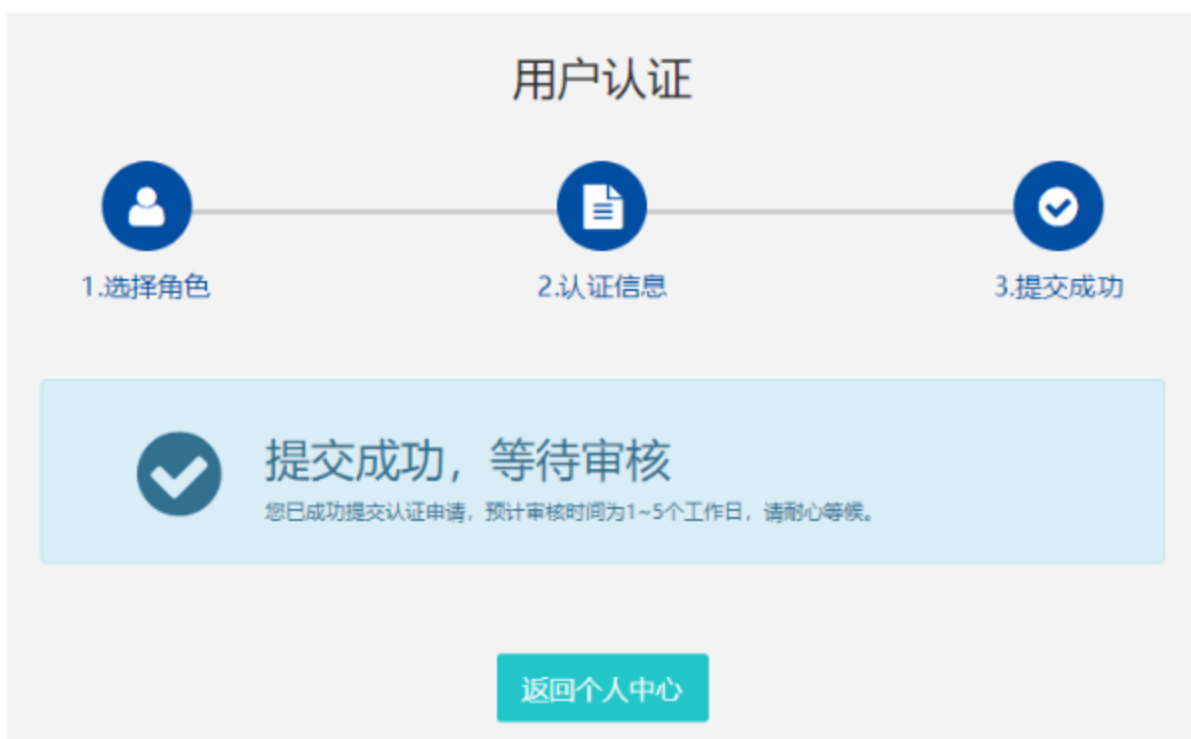 用户认证
1.选择角色
2.认证信息
3.提交成功
提交成功，等待审核
您已成功提交认证申请，预计审核时间为1~5个工作日，请耐心等候。
返回个人中心